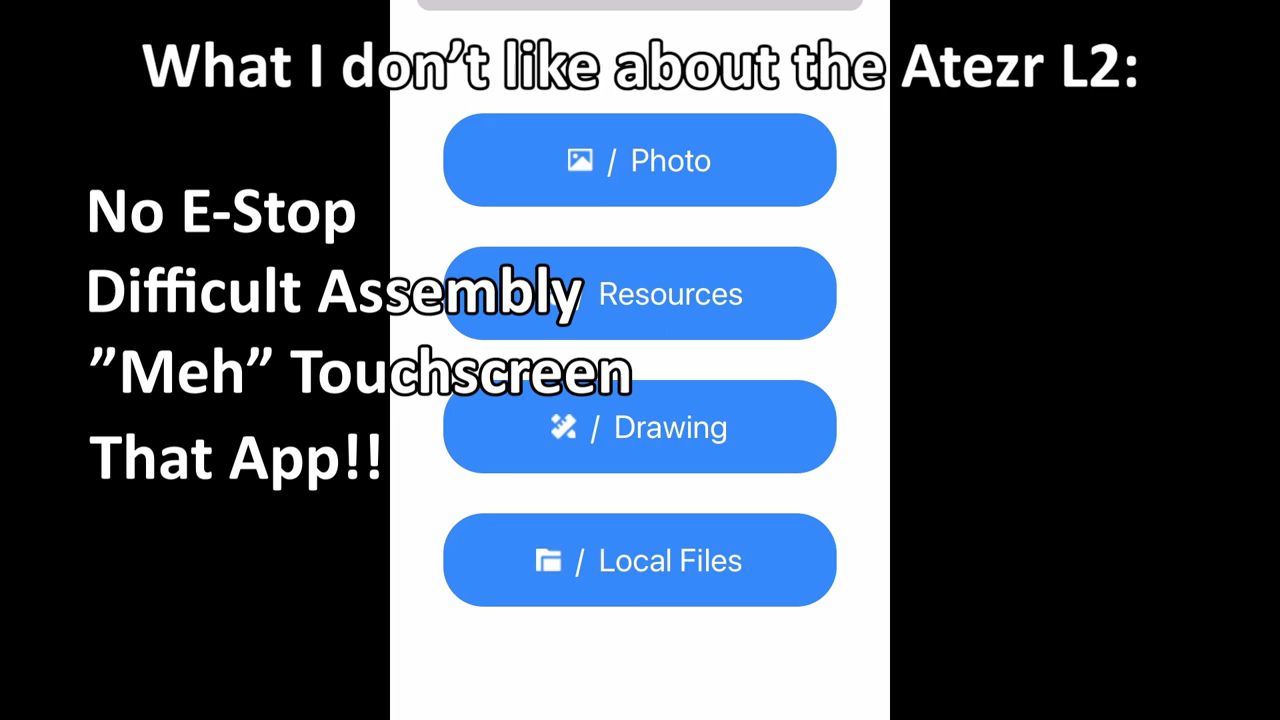 What I don’t like about the Atezr L2:
/ Photo
No E-Stop
Difficult Assembly
Resources
”Meh” Touchscreen
/ Drawing
That App!!
/ Local Files